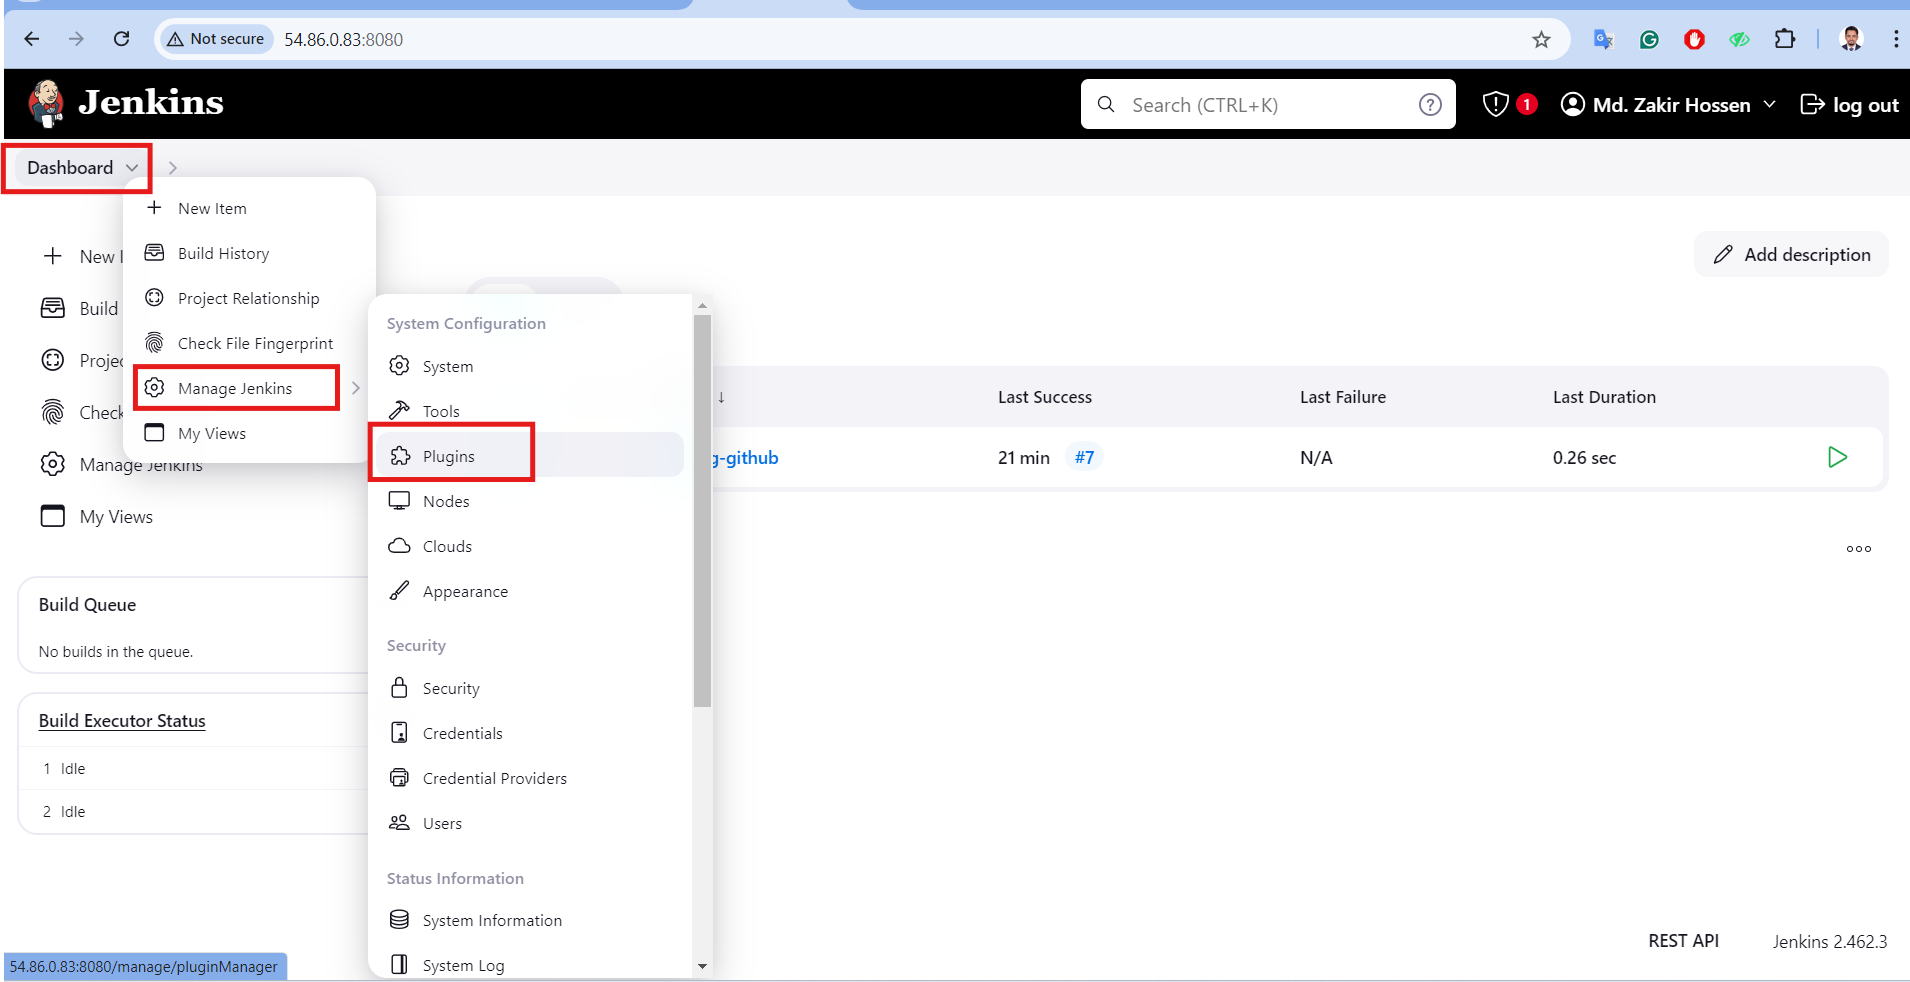 Not secure 54.86.0.83:8080
Jenkins
Search (CTRL+K)
1
Md. Zakir Hossen
log out
Dashboard
New Item
Build History
Project Relationship
Check File Fingerprint
Manage Jenkins
My Views
New
Build
Projec
Check
Manage Jenkins
My Views
Add description
System Configuration
System
Tools
Plugins
Nodes
Clouds
Appearance
Security
Security
Credentials
Credential Providers
Users
Status Information
System Information
System Log
↓ Last Success Last Failure Last Duration
g-github 21 min #7 N/A 0.26 sec
Build Queue
No builds in the queue.
Build Executor Status
1 Idle
2 Idle
REST API Jenkins 2.462.3
54.86.0.83:8080/manage/pluginManager